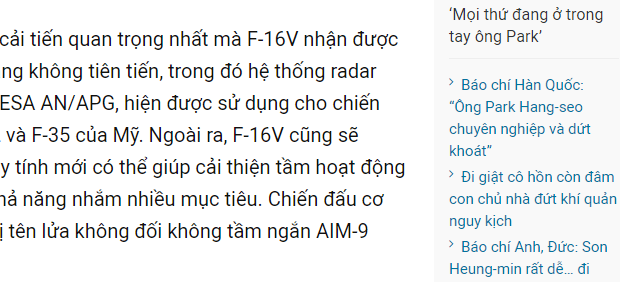 cải tiến quan trọng nhất mà F-16V nhận được
không tiên tiến, trong đó hệ thống radar
AN/APG, hiện được sử dụng cho chiến
và F-35 của Mỹ. Ngoài ra, F-16V cũng sẽ
tính mới có thể giúp cải thiện tầm hoạt động
năng nhắm nhiều mục tiêu. Chiến đấu cơ
tên lửa không đối không tầm ngắn AIM-9
‘Mọi thứ đang ở trong
tay ông Park’
Báo chí Hàn Quốc:
“Ông Park Hang-seo
chuyên nghiệp và dứt
khoát”
Đi giật cô hồn còn đâm
con chủ nhà đứt khí quản
nguy kịch
Báo chí Anh, Đức: Son
Heung-min rất dễ... đi